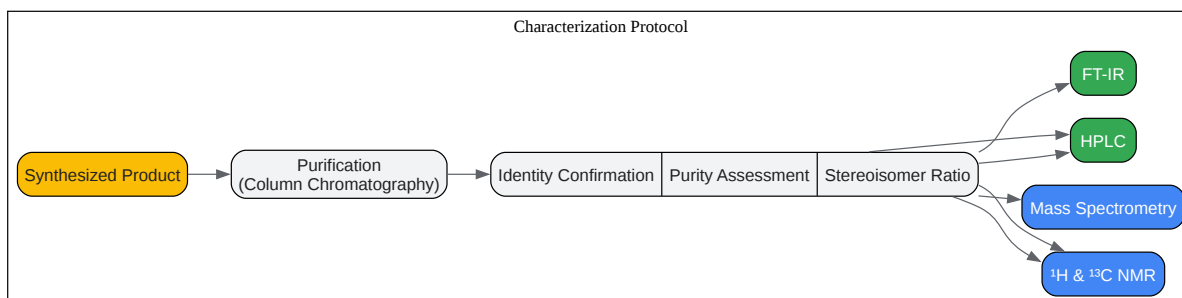 Characterization Protocol
Synthesized Product
Purification
(Column Chromatography)
Identity Confirmation
Purity Assessment
Stereoisomer Ratio
FT-IR
HPLC
Mass Spectrometry
¹H & ¹³C NMR